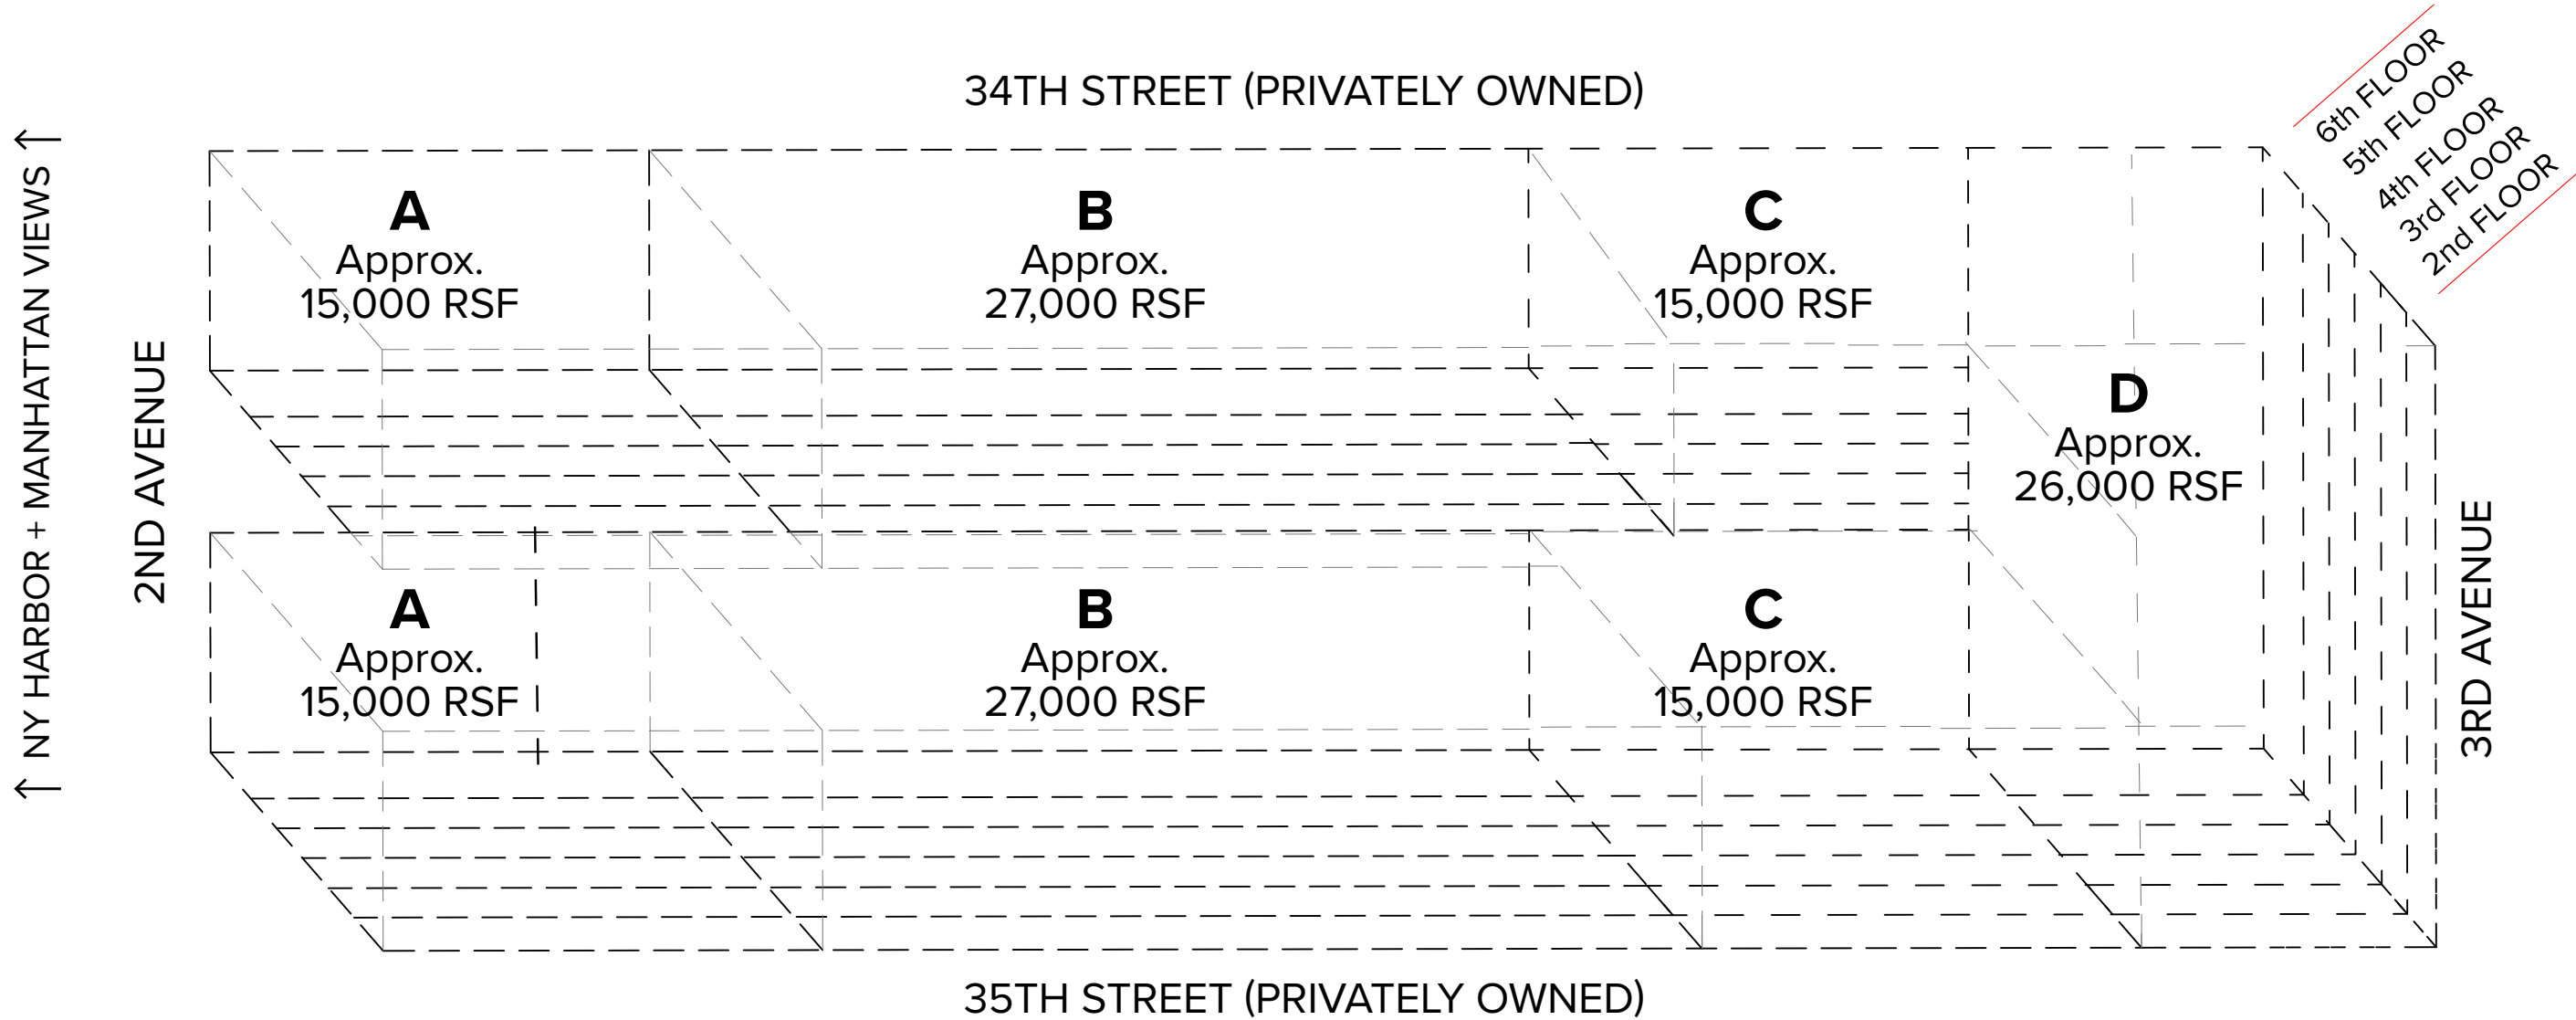 34TH STREET (PRIVATELY OWNED)
6th FLOOR
5th FLOOR
4th FLOOR
3rd FLOOR
2nd FLOOR
↑ NY HARBOR + MANHATTAN VIEWS ↑
2ND AVENUE
A
Approx.
15,000 RSF
B
Approx.
27,000 RSF
C
Approx.
15,000 RSF
D
Approx.
26,000 RSF
A
Approx.
15,000 RSF
B
Approx.
27,000 RSF
C
Approx.
15,000 RSF
3RD AVENUE
35TH STREET (PRIVATELY OWNED)